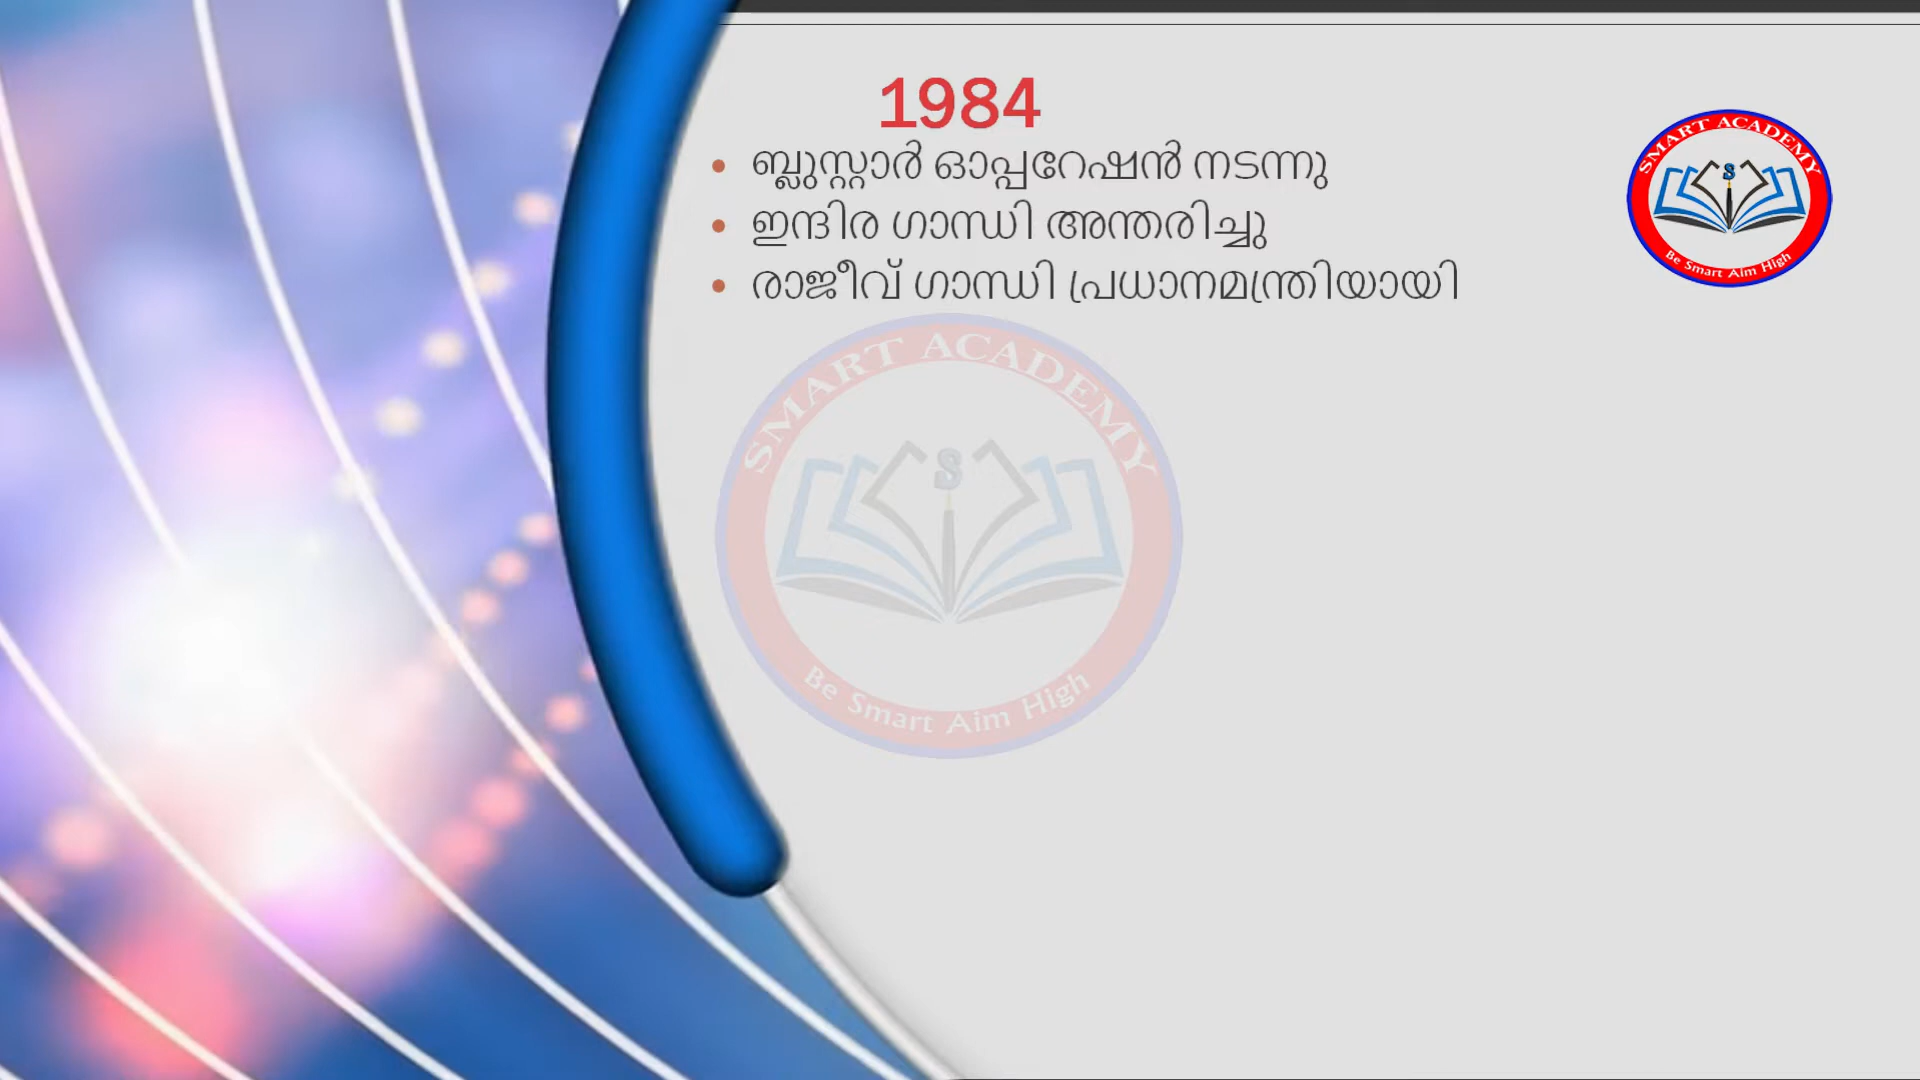 1984
ബ്ലുസ്റ്റാർ ഓപ്പറേഷൻ നടന്നു
ഇന്ദിര ഗാന്ധി അന്തരിച്ചു
രാജീവ് ഗാന്ധി പ്രധാനമന്ത്രിയായി
SMART ACADEMY
S
Be Smart Aim High
SMART ACADEMY
S
Be Smart Aim High